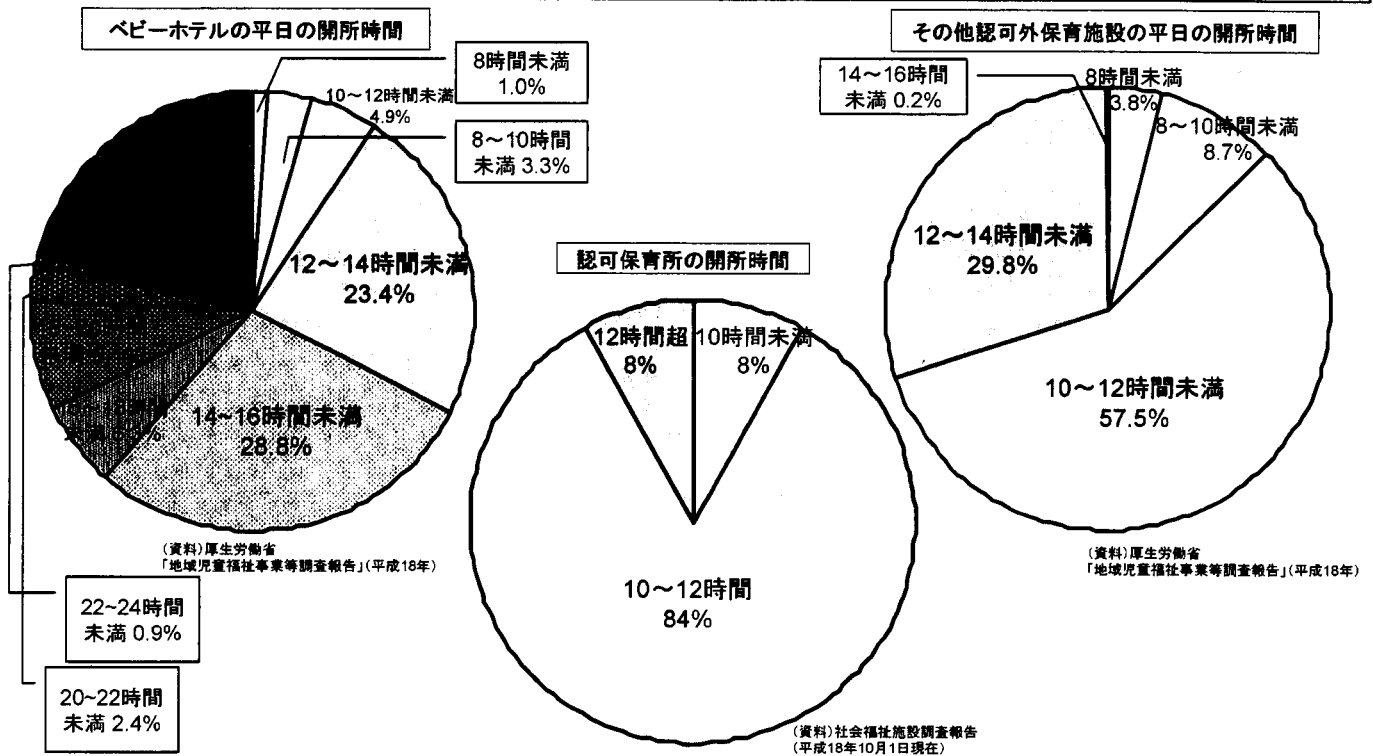 ベビーホテルの平日の開所時間
8時間未満
1.0%
10～12時間未満
4.9%
8～10時間
未満 3.3%
12～14時間未満
23.4%
14~16時間未満
28.8%
22~24時間
未満 0.9%
20~22時間
未満 2.4%
(資料)厚生労働省
「地域児童福祉事業等調査報告」(平成18年)
認可保育所の開所時間
12時間超
8%
10時間未満
8%
10～12時間
84%
(資料)社会福祉施設調査報告
(平成18年10月1日現在)
その他認可外保育施設の平日の開所時間
14～16時間
未満 0.2%
8時間未満
3.8%
8～10時間未満
8.7%
12～14時間未満
29.8%
10～12時間未満
57.5%
(資料)厚生労働省
「地域児童福祉事業等調査報告」(平成18年)